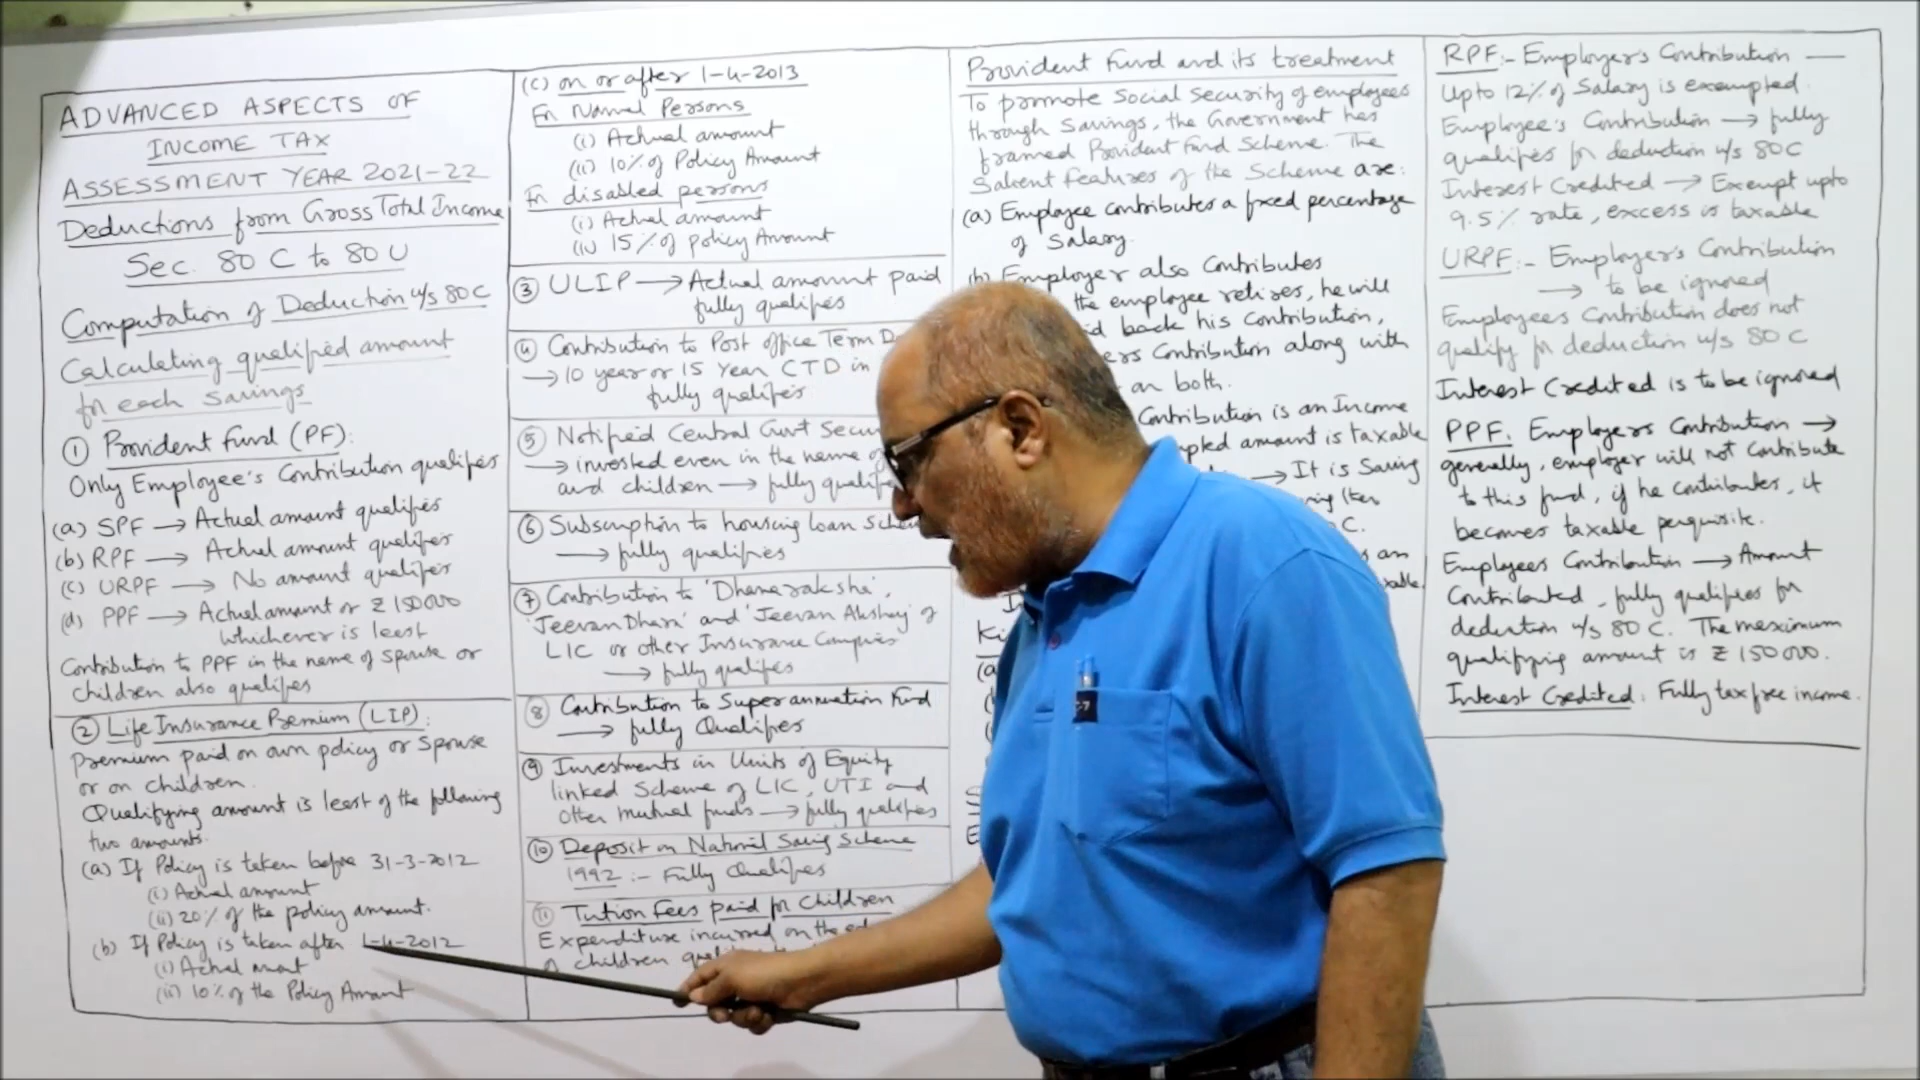 ADVANCED ASPECTS OF
INCOME TAX
ASSESSMENT YEAR 2021-22
Deductions from Gross Total Income
Sec. 80 C to 80 U
Computation of Deduction u/s 80C
Calculating qualified amount
for each savings
① Provident Fund (PF):
Only Employee's Contribution qualifies
(a) SPF → Actual amount qualifies
(b) RPF → Actual amount qualifies
(c) URPF → No amount qualifies
(d) PPF → Actual amount or ₹ 150000
whichever is least
Contribution to PPF in the name of spouse or
children also qualifies
② Life Insurance Premium (LIP):
Premium paid on own policy or spouse
or on children.
Qualifying amount is least of the following
two amounts.
(a) If Policy is taken before 31-3-2012
(i) Actual amount
(ii) 20% of the policy amount.
(b) If Policy is taken after 1-4-2012
(i) Actual
(ii) 10% of the Policy Amount
(c) on or after 1-4-2013
Normal Persons
(i) Actual amount
(ii) 10% of Policy Amount
disabled persons
(i) Actual amount
(ii) 15% of policy Amount
③ ULIP → Actual amount paid
fully qualifies
④ Contribution to Post office Term D
→ 10 year or 15 Year CTD in
fully qualifies
⑤ Notified Central Govt Secu
→ invested even in the name o
and children → fully qualifie
⑥ Subscription to housing loan Schem
→ fully qualifies
⑦ Contribution to 'Dhanaraksha',
'Jeevan Dhara' and 'Jeevan Akshay' of
LIC or other Insurance Companies
→ fully qualifies
⑧ Contribution to Superannuation Fund
→ fully Qualifies
⑨ Investments in Units of Equity
linked Scheme of LIC, UTI and
other mutual funds → fully qualifies
⑩ Deposit on National Saving Scheme
1992 :- Fully Qualifies
⑪ Tution Fees paid for Children
Expenditure incurred on the ed
children
Provident Fund and its treatment
To promote social security of employees
through savings, the Government has
framed Provident Fund Scheme. The
Salient features of the Scheme are:
(a) Employee contributes a fixed percentage
of salary.
(b) Employer also Contributes
the employee retires, he will
d back his contribution,
ers Contribution along with
on both.
Contribution is an Income
pted amount is taxable
→ It is Saving
C.
an
RPF:- Employer's Contribution —
Upto 12% of Salary is exempted.
Employee's Contribution → fully
qualifies for deduction u/s 80C
Interest Credited → Exempt upto
9.5% rate, excess is taxable
URPF:- Employer's Contribution
→ to be ignored
Employees Contribution does not
qualify for deduction u/s 80 C
Interest Credited is to be ignored
PPF. Employers Contribution →
generally, employer will not Contribute
to this fund, if he contributes, it
becomes taxable perquisite.
Employees Contribution → Amount
Contributed, fully qualifies for
deduction u/s 80 C. The maximum
qualifying amount is ₹ 150000.
Interest Credited: Fully tax free income.